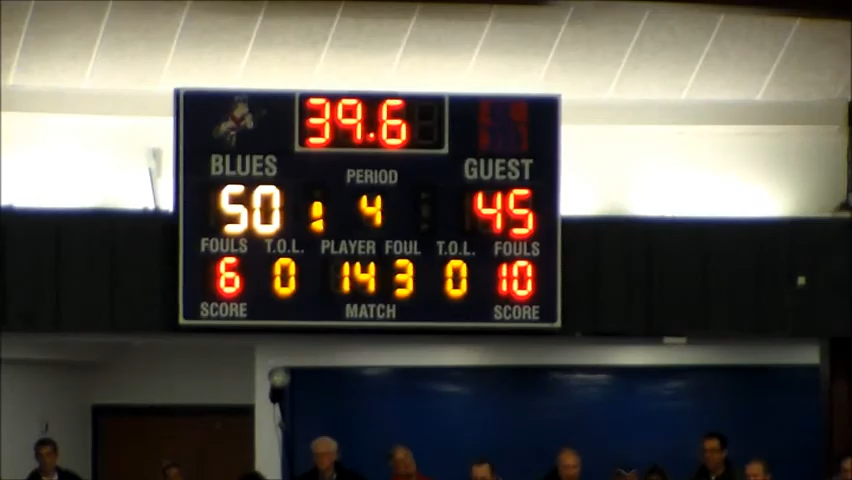 39.6
BLUES PERIOD GUEST
50 4 45
FOULS T.O.L. PLAYER FOUL T.O.L. FOULS
6 0 14 3 0 10
SCORE MATCH SCORE